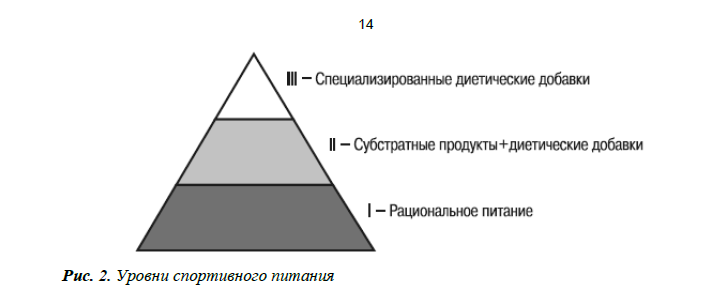 14
III – Специализированные диетические добавки
II – Субстратные продукты+диетические добавки
I – Рациональное питание
Рис. 2. Уровни спортивного питания